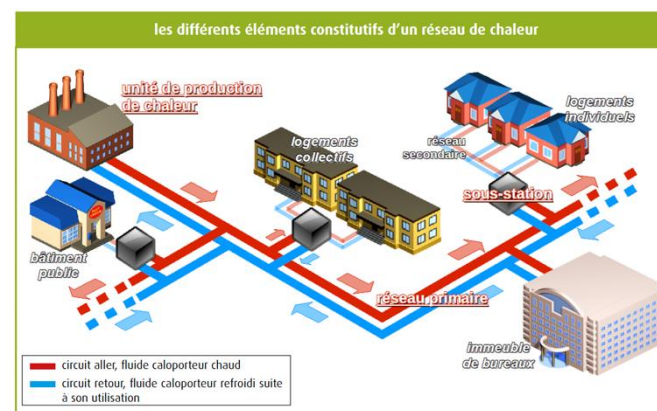 les différents éléments constitutifs d'un réseau de chaleur
unité de production
de chaleur
logements
collectifs
logements
individuels
réseau
secondaire
sous-station
bâtiment
public
réseau primaire
immeuble
de bureaux
circuit aller, fluide caloporteur chaud
circuit retour, fluide caloporteur refroidi suite
à son utilisation